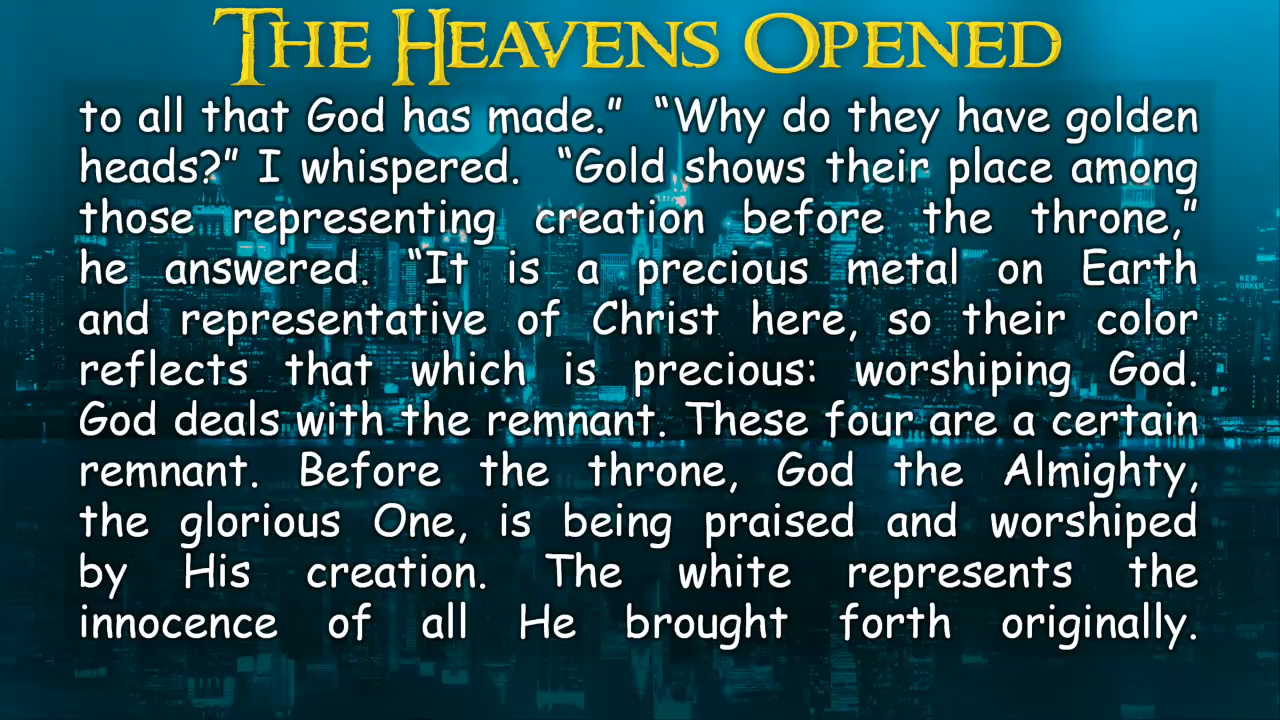 THE HEAVENS OPENED
to all that God has made.” “Why do they have golden
heads?” I whispered. “Gold shows their place among
those representing creation before the throne,”
he answered. “It is a precious metal on Earth
and representative of Christ here, so their color
reflects that which is precious: worshiping God.
God deals with the remnant. These four are a certain
remnant. Before the throne, God the Almighty,
the glorious One, is being praised and worshiped
by His creation. The white represents the
innocence of all He brought forth originally.
NEW
YORKER